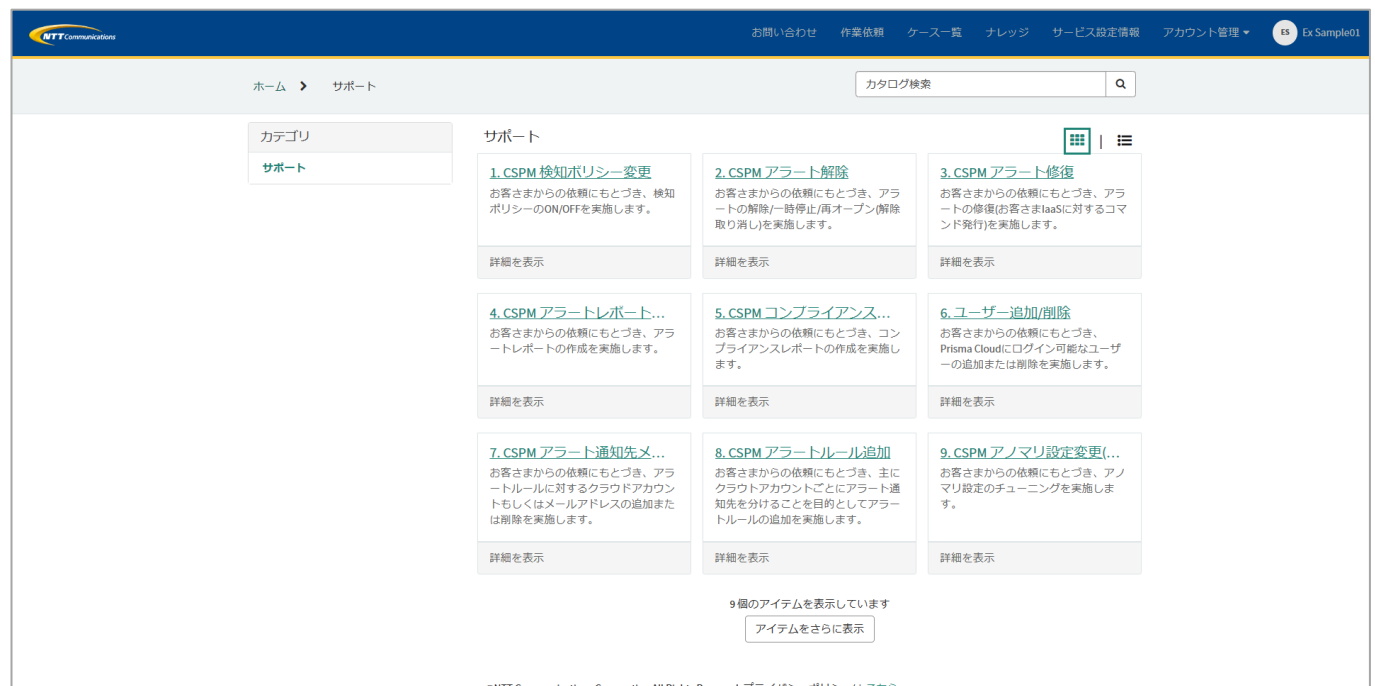 NTT Communications
お問い合わせ 作業依頼 ケース一覧 ナレッジ サービス設定情報 アカウント管理 ES Ex Sample01
ホーム サポート
カタログ検索
カテゴリ
サポート
サポート
1. CSPM 検知ポリシー変更
お客さまからの依頼にもとづき、検知
ポリシーのON/OFFを実施します。
詳細を表示
2. CSPM アラート解除
お客さまからの依頼にもとづき、アラ
ートの解除/一時停止/再オープン(解除
取り消し)を実施します。
詳細を表示
3. CSPM アラート修復
お客さまからの依頼にもとづき、アラ
ートの修復(お客さまIaaSに対するコマ
ンド発行)を実施します。
詳細を表示
4. CSPM アラートレポート...
お客さまからの依頼にもとづき、アラ
ートレポートの作成を実施します。
詳細を表示
5. CSPM コンプライアンス...
お客さまからの依頼にもとづき、コン
プライアンスレポートの作成を実施し
ます。
詳細を表示
6. ユーザー追加/削除
お客さまからの依頼にもとづき、
Prisma Cloudにログイン可能なユーザ
ーの追加または削除を実施します。
詳細を表示
7. CSPM アラート通知先メ...
お客さまからの依頼にもとづき、アラ
ートルールに対するクラウドアカウン
トもしくはメールアドレスの追加また
は削除を実施します。
詳細を表示
8. CSPM アラートルール追加
お客さまからの依頼にもとづき、主に
クラウトアカウントごとにアラート通
知先を分けることを目的としてアラー
トルールの追加を実施します。
詳細を表示
9. CSPM アノマリ設定変更(...
お客さまからの依頼にもとづき、アノ
マリ設定のチューニングを実施しま
す。
詳細を表示
9 個のアイテムを表示しています
アイテムをさらに表示